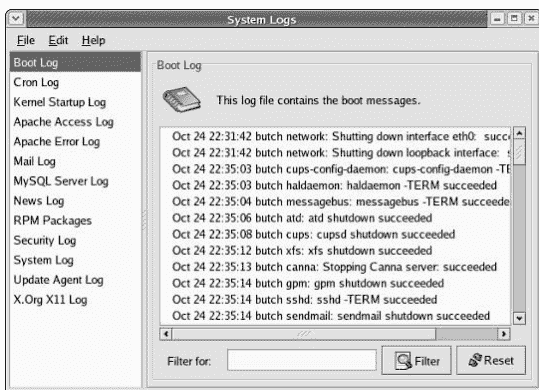 System Logs
File Edit Help
Boot Log
Cron Log
Kernel Startup Log
Apache Access Log
Apache Error Log
Mail Log
MySQL Server Log
News Log
RPM Packages
Security Log
System Log
Update Agent Log
X.Org X11 Log
Boot Log
This log file contains the boot messages.
Oct 24 22:31:42 butch network: Shutting down interface eth0: succ
Oct 24 22:31:42 butch network: Shutting down loopback interface:
Oct 24 22:35:03 butch cups-config-daemon: cups-config-daemon -TE
Oct 24 22:35:03 butch haldaemon: haldaemon -TERM succeeded
Oct 24 22:35:04 butch messagebus: messagebus -TERM succeede
Oct 24 22:35:06 butch atd: atd shutdown succeeded
Oct 24 22:35:08 butch cups: cupsd shutdown succeeded
Oct 24 22:35:12 butch xfs: xfs shutdown succeeded
Oct 24 22:35:13 butch canna: Stopping Canna server: succeeded
Oct 24 22:35:14 butch gpm: gpm shutdown succeeded
Oct 24 22:35:14 butch sshd: sshd -TERM succeeded
Oct 24 22:35:14 butch sendmail: sendmail shutdown succeeded
Filter for: Filter Reset